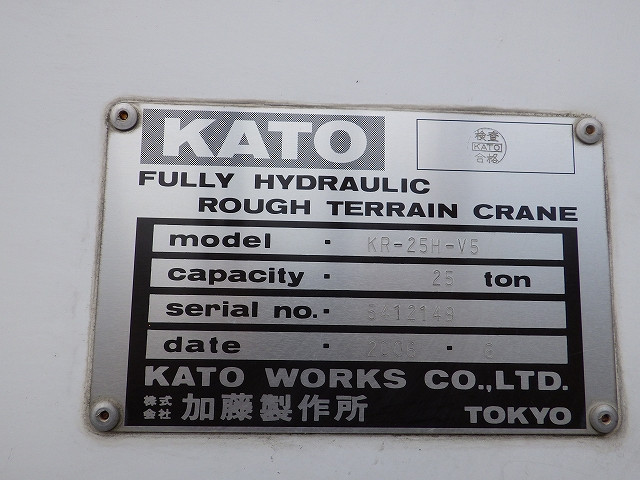 KATO
検査
KATO
合格
FULLY HYDRAULIC
ROUGH TERRAIN CRANE
model · KR-25H-V5
capacity · 25 ton
serial no. ·
date · · 6
KATO WORKS CO.,LTD.
株式会社 加藤製作所 TOKYO